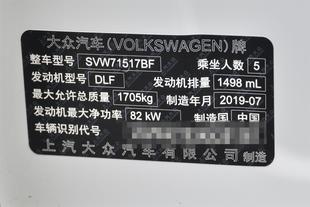 大众汽车(VOLKSWAGEN)牌
整车型号 SVW71517BF 乘坐人数 5
发动机型号 DLF 发动机排量 1498 mL
最大允许总质量 1705kg 制造年月 2019-07
发动机最大净功率 82 kW 制造国 中国
车辆识别代号
上汽大众汽车有限公司 制造